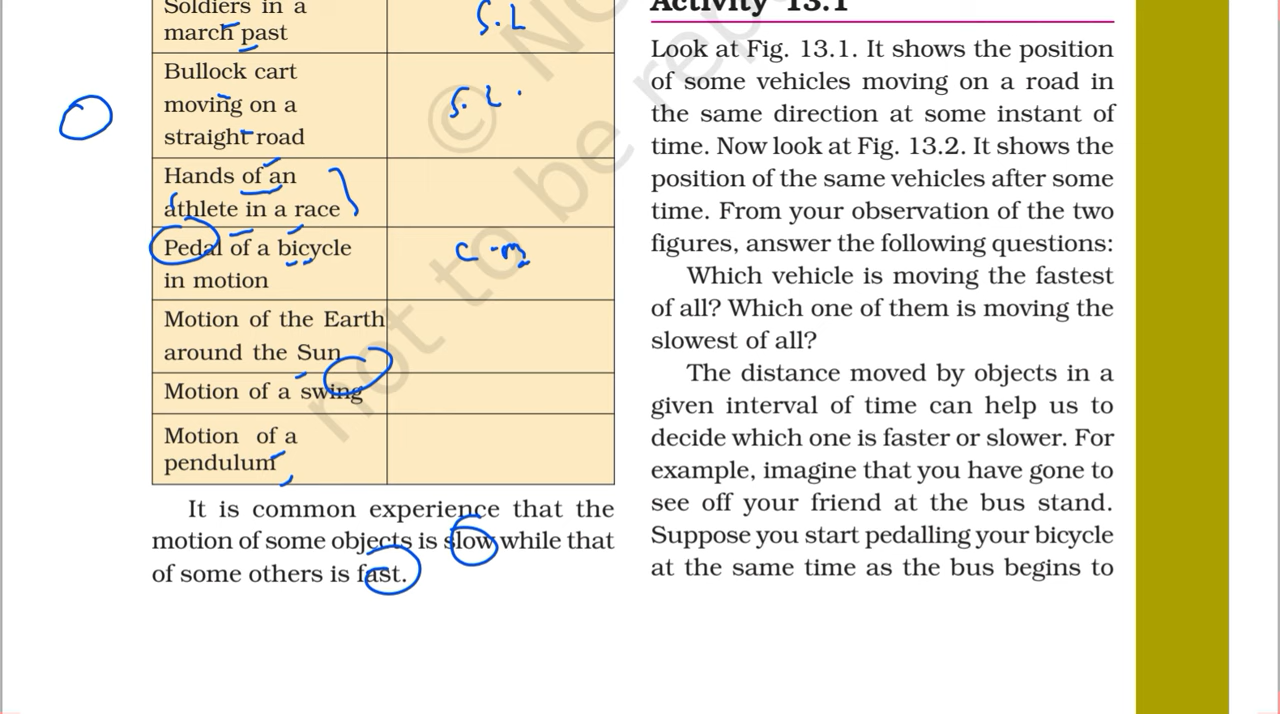 Soldiers in a
march past
S.L
Bullock cart
moving on a
straight road
S.L.
Hands of an
athlete in a race
Pedal of a bicycle
in motion
C-m
Motion of the Earth
around the Sun
Motion of a swing
Motion of a
pendulum
It is common experience that the
motion of some objects is slow while that
of some others is fast.
Activity 13.1
Look at Fig. 13.1. It shows the position
of some vehicles moving on a road in
the same direction at some instant of
time. Now look at Fig. 13.2. It shows the
position of the same vehicles after some
time. From your observation of the two
figures, answer the following questions:
Which vehicle is moving the fastest
of all? Which one of them is moving the
slowest of all?
The distance moved by objects in a
given interval of time can help us to
decide which one is faster or slower. For
example, imagine that you have gone to
see off your friend at the bus stand.
Suppose you start pedalling your bicycle
at the same time as the bus begins to
not to be